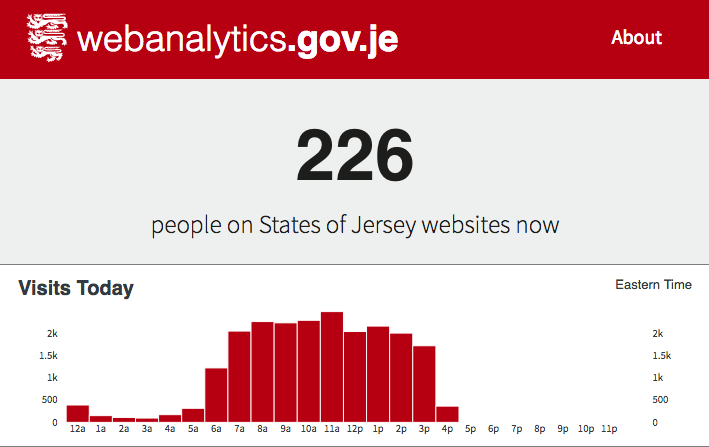 webanalytics.gov.je About
226
people on States of Jersey websites now
Visits Today Eastern Time
2k 2k
1.5k 1.5k
1k 1k
500 500
0 0
12a 1a 2a 3a 4a 5a 6a 7a 8a 9a 10a 11a 12p 1p 2p 3p 4p 5p 6p 7p 8p 9p 10p 11p